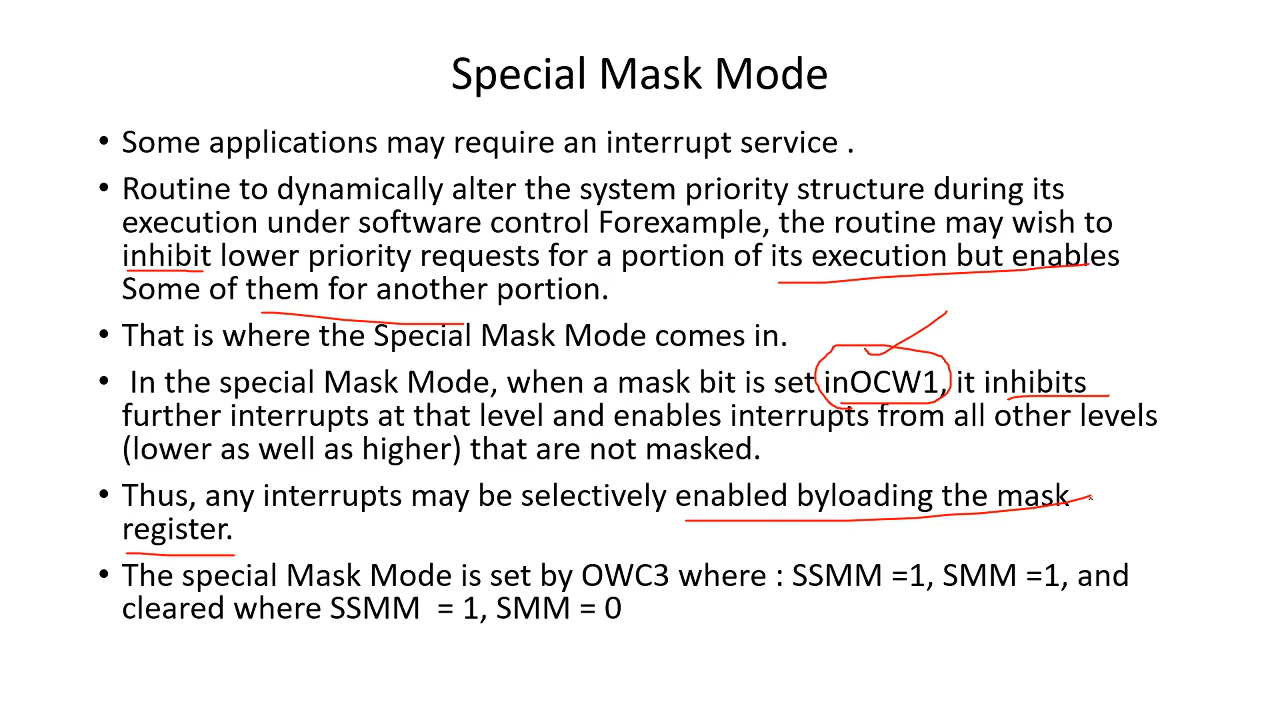 Special Mask Mode
• Some applications may require an interrupt service .
• Routine to dynamically alter the system priority structure during its
execution under software control Forexample, the routine may wish to
inhibit lower priority requests for a portion of its execution but enables
Some of them for another portion.
• That is where the Special Mask Mode comes in.
• In the special Mask Mode, when a mask bit is set inOCW1, it inhibits
further interrupts at that level and enables interrupts from all other levels
(lower as well as higher) that are not masked.
• Thus, any interrupts may be selectively enabled byloading the mask
register.
• The special Mask Mode is set by OWC3 where : SSMM =1, SMM =1, and
cleared where SSMM  = 1, SMM = 0